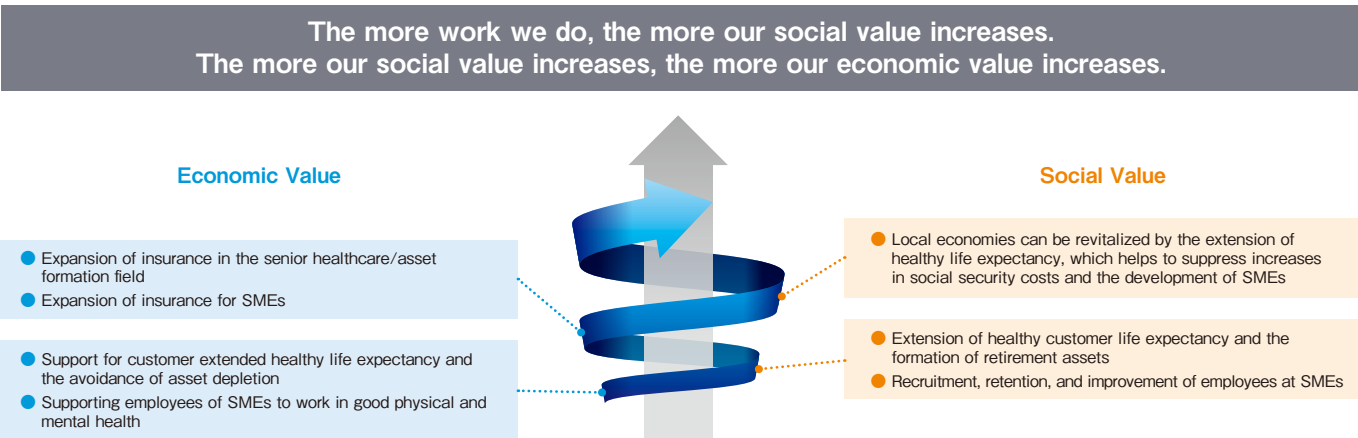 The more work we do, the more our social value increases.
The more our social value increases, the more our economic value increases.
Economic Value
● Expansion of insurance in the senior healthcare/asset
formation field
● Expansion of insurance for SMEs
● Support for customer extended healthy life expectancy and
the avoidance of asset depletion
● Supporting employees of SMEs to work in good physical and
mental health
Social Value
● Local economies can be revitalized by the extension of
healthy life expectancy, which helps to suppress increases
in social security costs and the development of SMEs
● Extension of healthy customer life expectancy and the
formation of retirement assets
● Recruitment, retention, and improvement of employees at SMEs